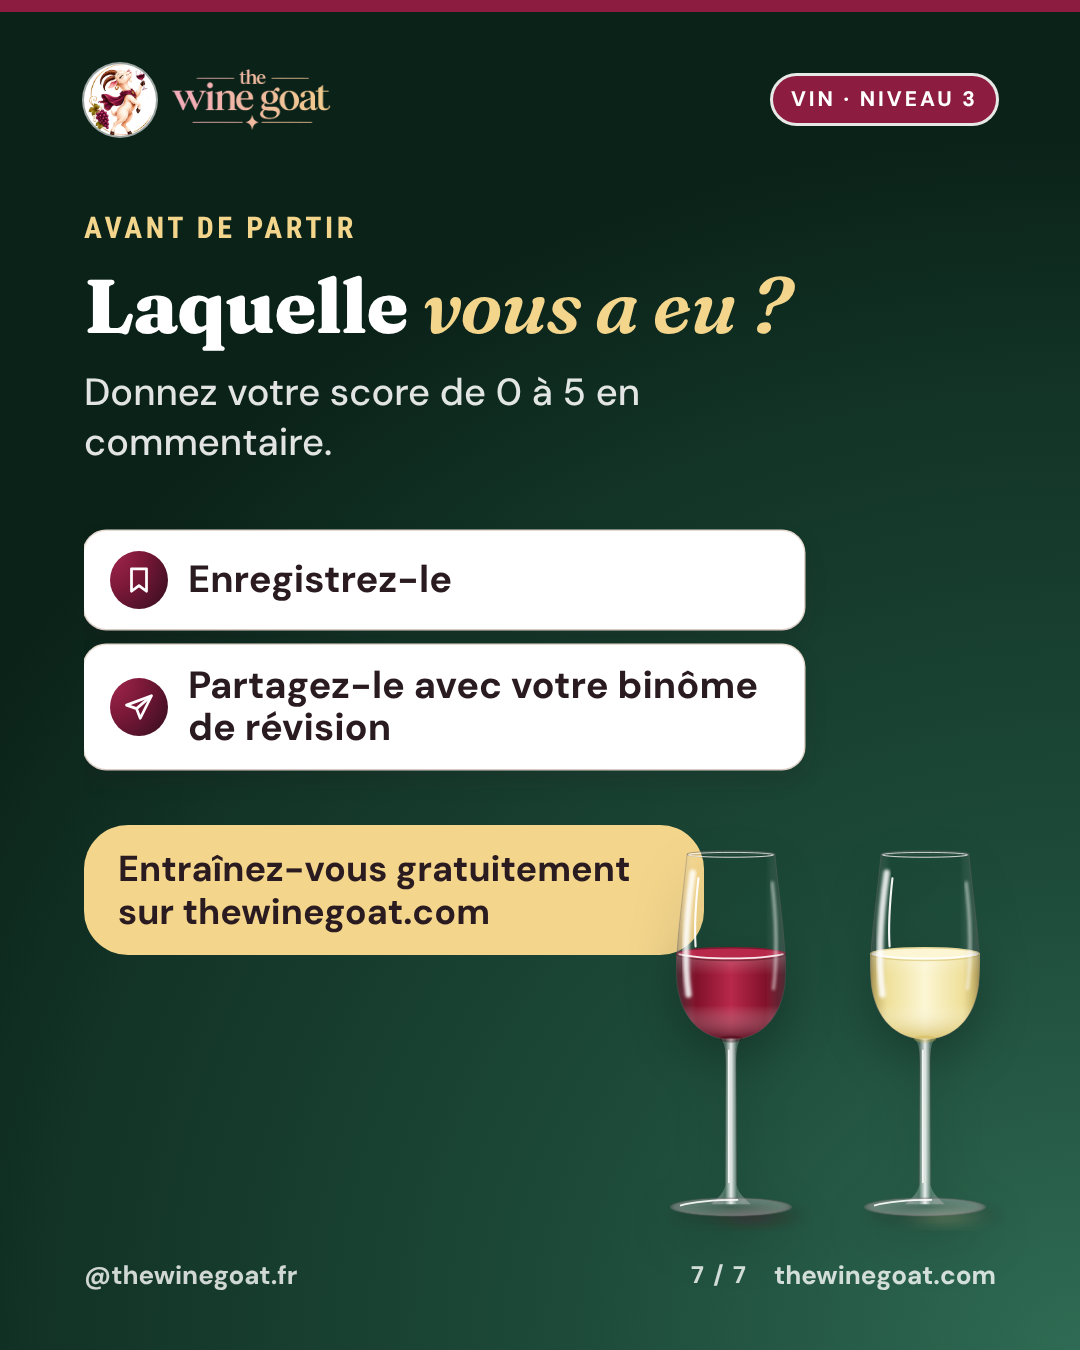 the
wine goat
VIN · NIVEAU 3
AVANT DE PARTIR
Laquelle vous a eu ?
Donnez votre score de 0 à 5 en
commentaire.
Enregistrez-le
Partagez-le avec votre binôme
de révision
Entraînez-vous gratuitement
sur thewinegoat.com
@thewinegoat.fr
7 / 7
thewinegoat.com